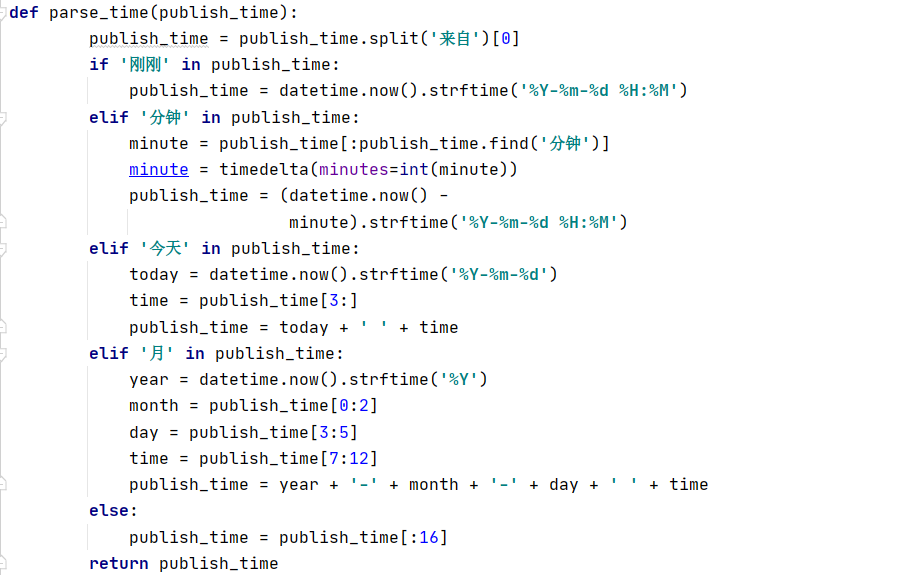 def parse_time(publish_time):
    publish_time = publish_time.split('来自')[0]
    if '刚刚' in publish_time:
        publish_time = datetime.now().strftime('%Y-%m-%d %H:%M')
    elif '分钟' in publish_time:
        minute = publish_time[:publish_time.find('分钟')]
        minute = timedelta(minutes=int(minute))
        publish_time = (datetime.now() -
                        minute).strftime('%Y-%m-%d %H:%M')
    elif '今天' in publish_time:
        today = datetime.now().strftime('%Y-%m-%d')
        time = publish_time[3:]
        publish_time = today + ' ' + time
    elif '月' in publish_time:
        year = datetime.now().strftime('%Y')
        month = publish_time[0:2]
        day = publish_time[3:5]
        time = publish_time[7:12]
        publish_time = year + '-' + month + '-' + day + ' ' + time
    else:
        publish_time = publish_time[:16]
    return publish_time